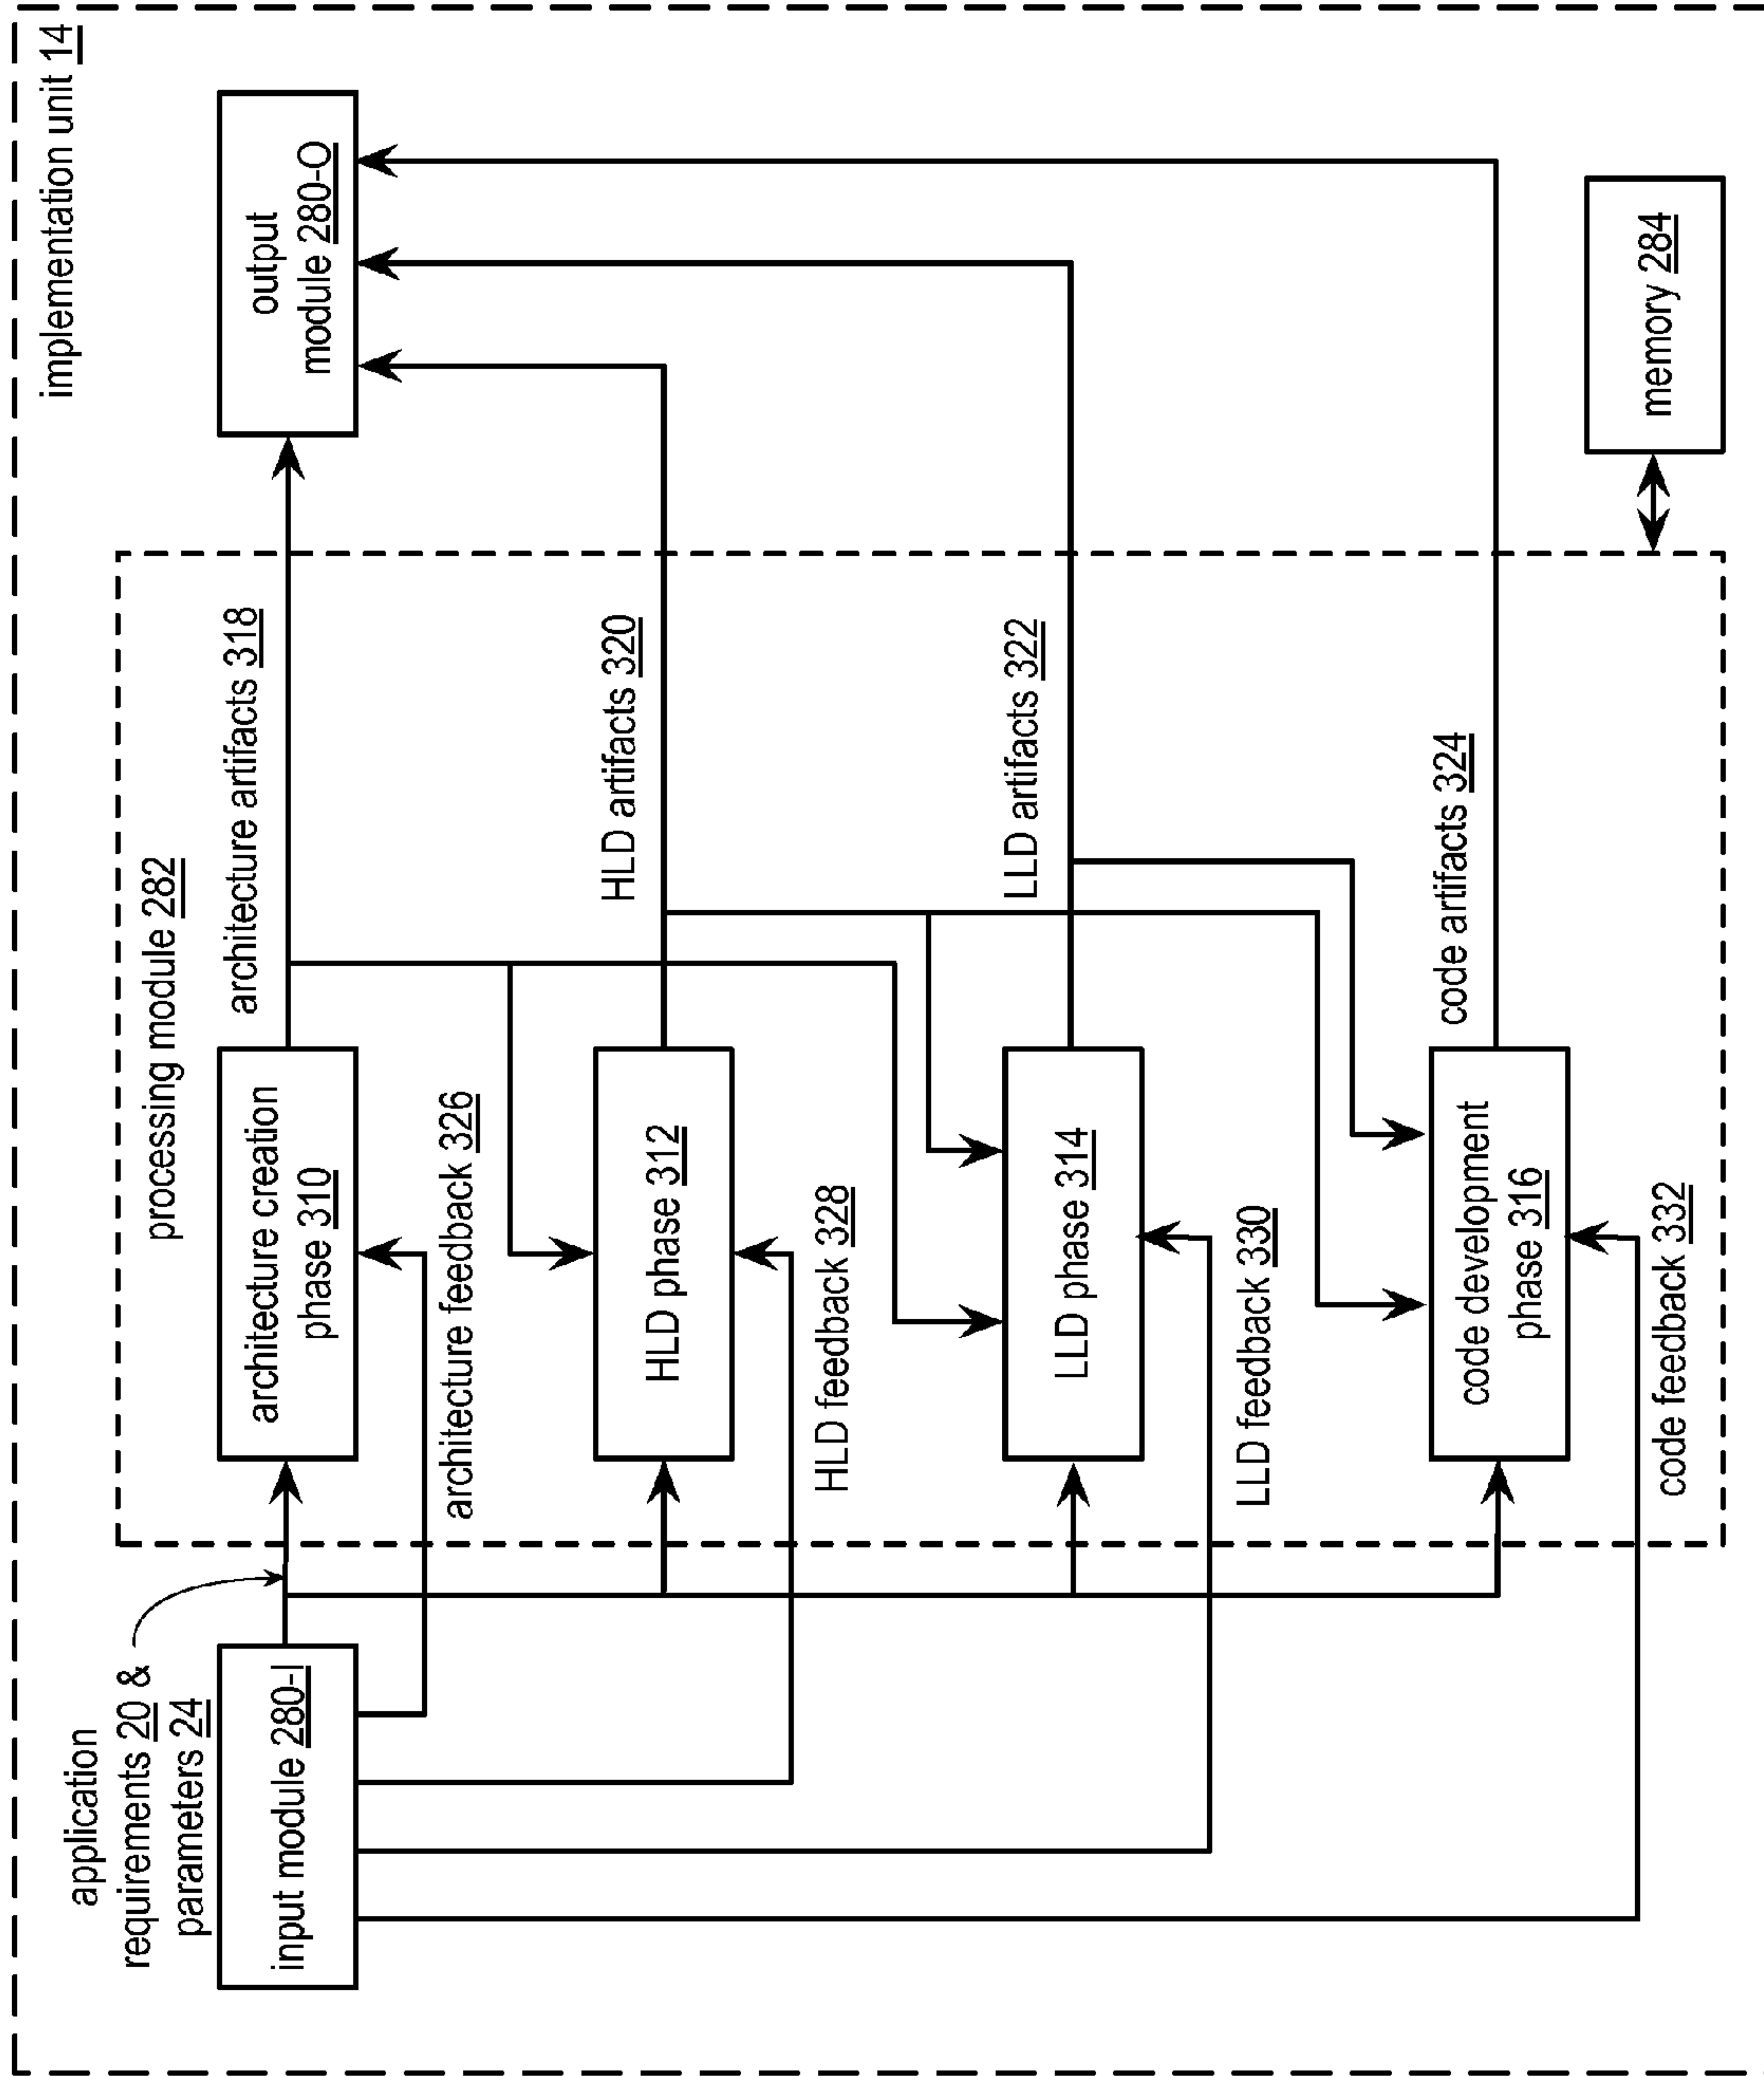 implementation unit 14
application
requirements 20 &
parameters 24
input module 280-I
processing module 282
architecture creation
phase 310
architecture artifacts 318
output
module 280-O
architecture feedback 326
HLD phase 312
HLD artifacts 320
HLD feedback 328
LLD phase 314
LLD artifacts 322
LLD feedback 330
code development
phase 316
code artifacts 324
code feedback 332
memory 284